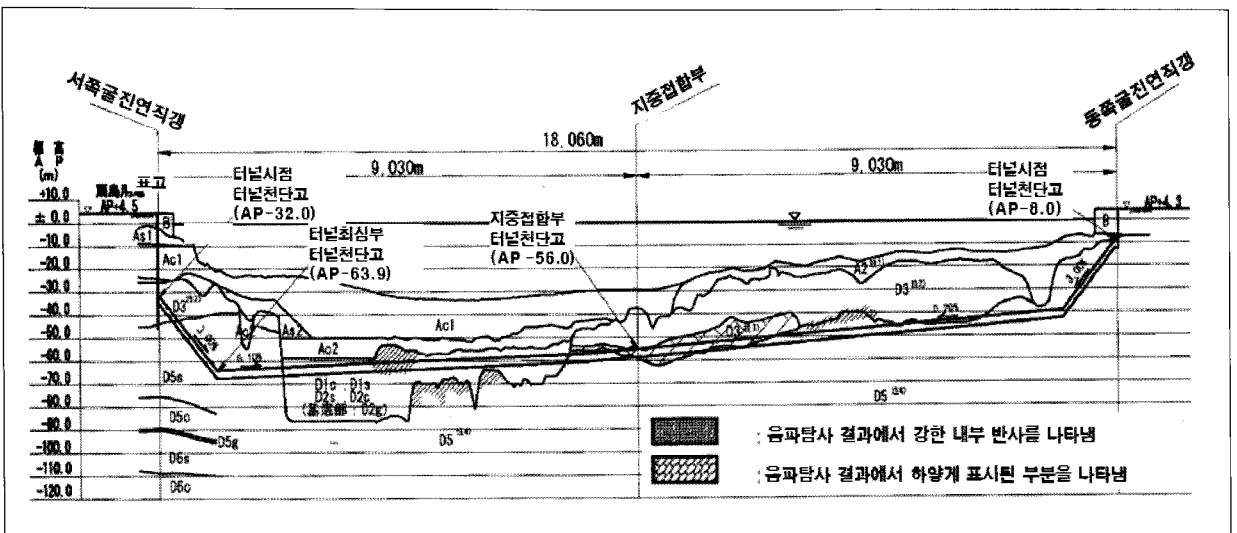 서쪽굴진연직갱
지중접합부
동쪽굴진연직갱
18,060m
9,030m
9,030m
標高
A P
(m)
표고
+10.0
± 0.0
-10.0
-20.0
-30.0
-40.0
-50.0
-60.0
-70.0
-80.0
-90.0
-100.0
-110.0
-120.0
AP+4.5
터널시점
터널천단고
(AP-32.0)
터널최심부
터널천단고
(AP-63.9)
지중접합부
터널천단고
(AP -56.0)
터널시점
터널천단고
(AP-8.0)
AP+4.3
B
B
As1
Ac1
D3
As2
Ac1
Ac2
D3
D5s
D5c
D5g
D6s
D6c
D1c , D1s
D2s , D2c
D2g)
D5
D5
음파탐사 결과에서 강한 내부 반사를 나타냄
: 음파탐사 결과에서 하얗게 표시된 부분을 나타냄